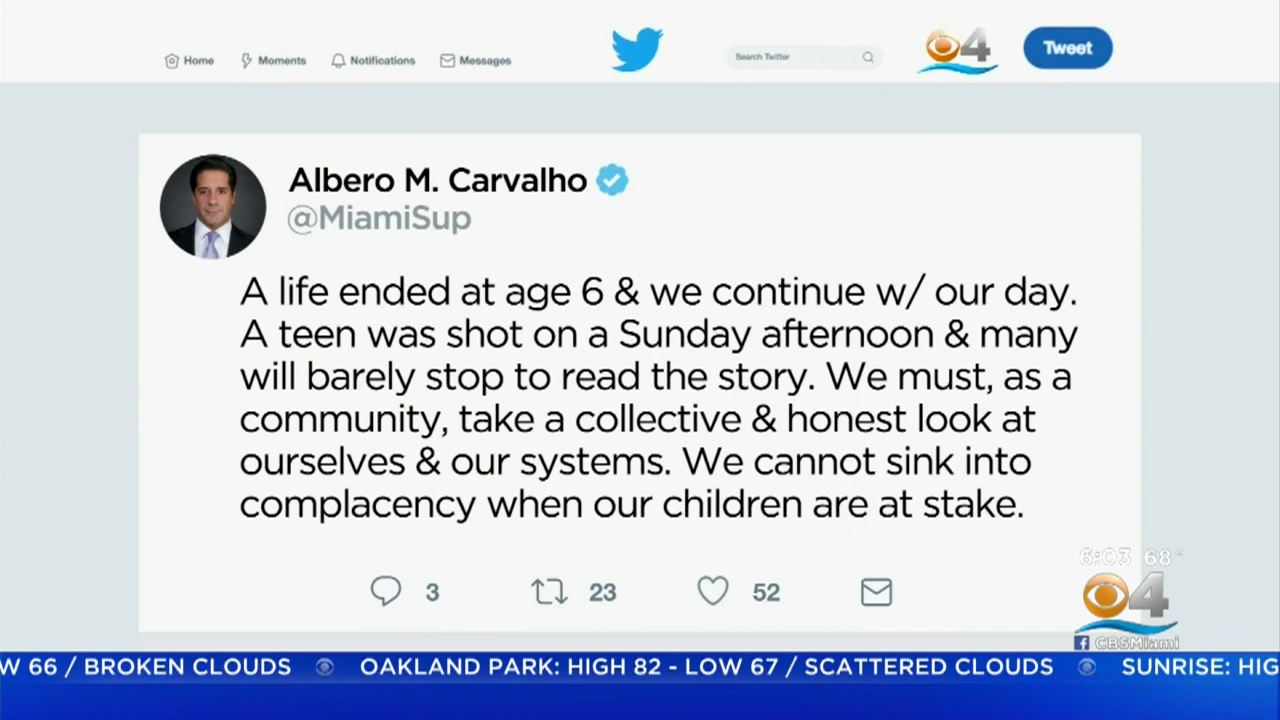 Home Moments Notifications Messages Search Twitter 4 Tweet
Albero M. Carvalho
@MiamiSup
A life ended at age 6 & we continue w/ our day.
A teen was shot on a Sunday afternoon & many
will barely stop to read the story. We must, as a
community, take a collective & honest look at
ourselves & our systems. We cannot sink into
complacency when our children are at stake.
3 23 52
6:03 68°
4
CBSMiami
W 66 / BROKEN CLOUDS OAKLAND PARK: HIGH 82 - LOW 67 / SCATTERED CLOUDS SUNRISE: HIG